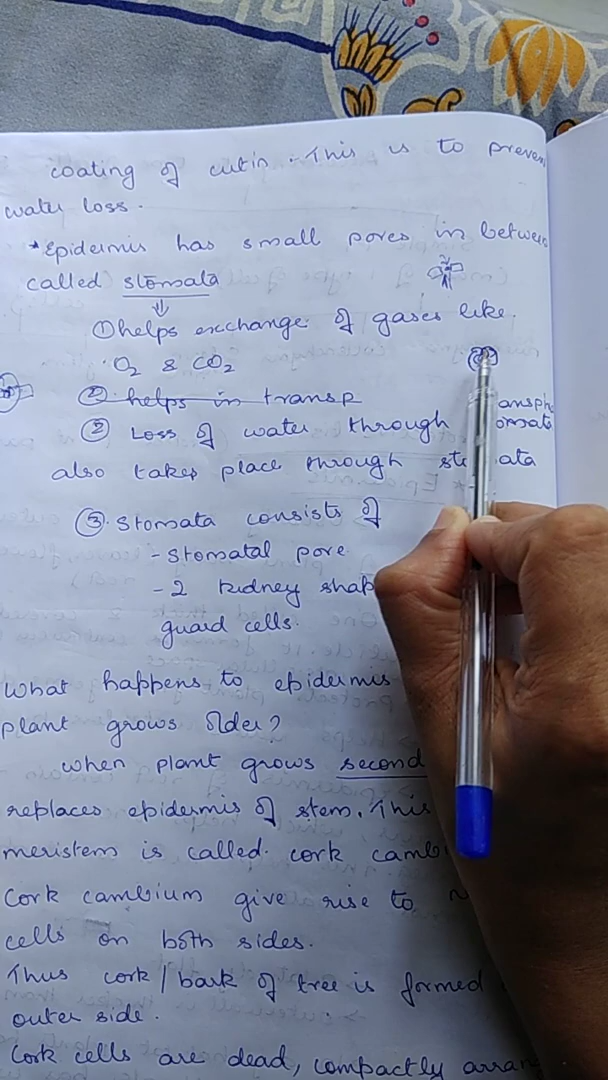 coating of cutin. This is to preven
water loss.
*Epidermis has small pores in between
called stomata
① helps exchange of gases like.
O₂ & CO₂
② helps in transp
② Loss of water through
also takes place through
③ Stomata consists of
- Stomatal pore
- 2 kidney shap
guard cells.
What happens to epidermis
plant grows older?
When plant grows second
replaces epidermis of stem. This
meristem is called. cork camb
Cork cambium give rise to
cells on both sides.
Thus cork / bark of tree is formed
outer side.
Cork cells are dead, compactly arran